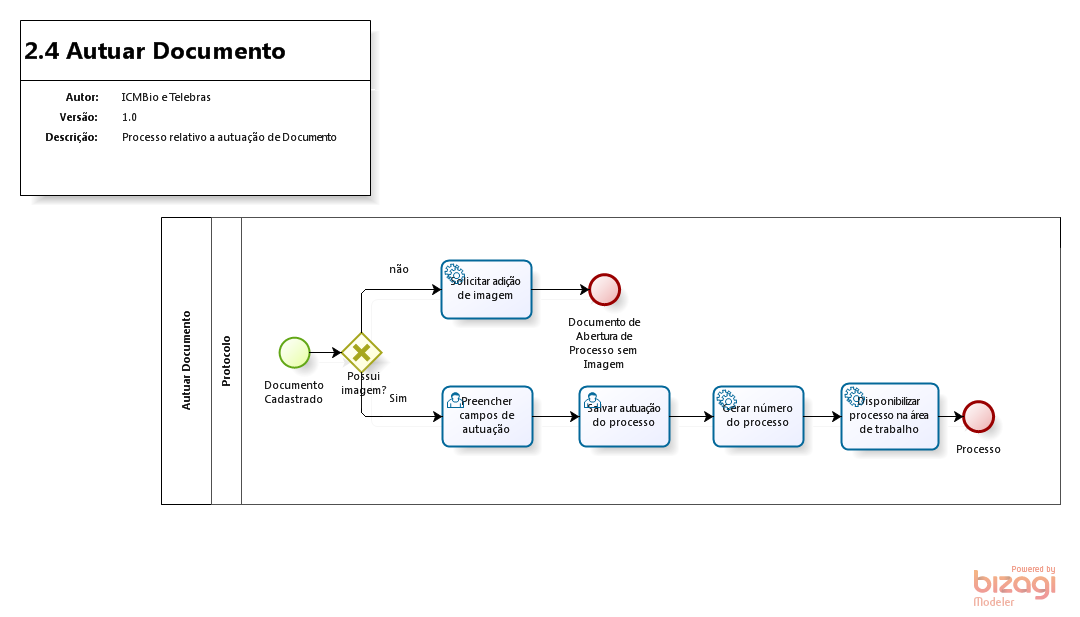 2.4 Autuar Documento
Autor: ICMBio e Telebras
Versão: 1.0
Descrição: Processo relativo a autuação de Documento
Autuar Documento
Protocolo
Documento
Cadastrado
Possui
imagem?
não
Solicitar adição
de imagem
Documento de
Abertura de
Processo sem
Imagem
Sim
Preencher
campos de
autuação
Salvar autuação
do processo
Gerar número
do processo
Disponibilizar
processo na área
de trabalho
Processo
Powered by
bizagi
Modeler